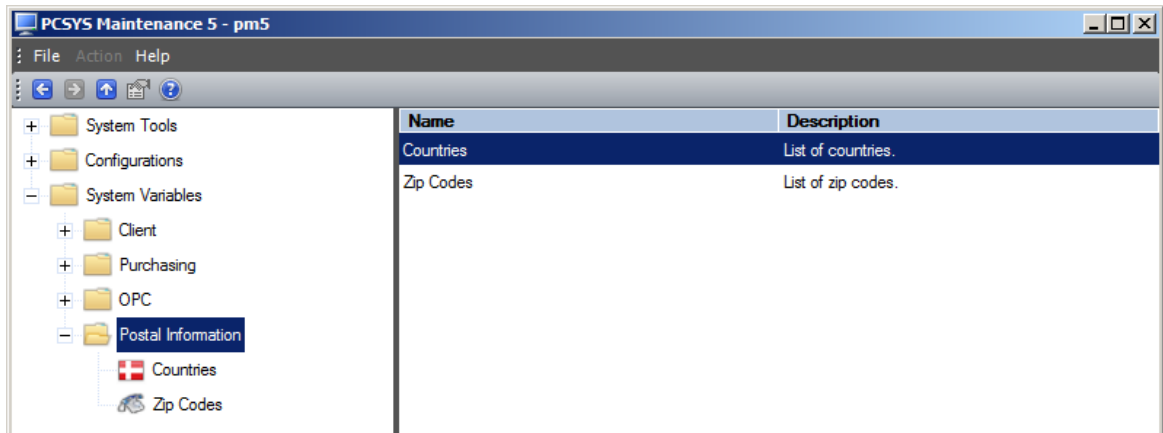 PCSYS Maintenance 5 - pm5
File Action Help
System Tools
Configurations
System Variables
Client
Purchasing
OPC
Postal Information
Countries
Zip Codes
Name Description
Countries List of countries.
Zip Codes List of zip codes.